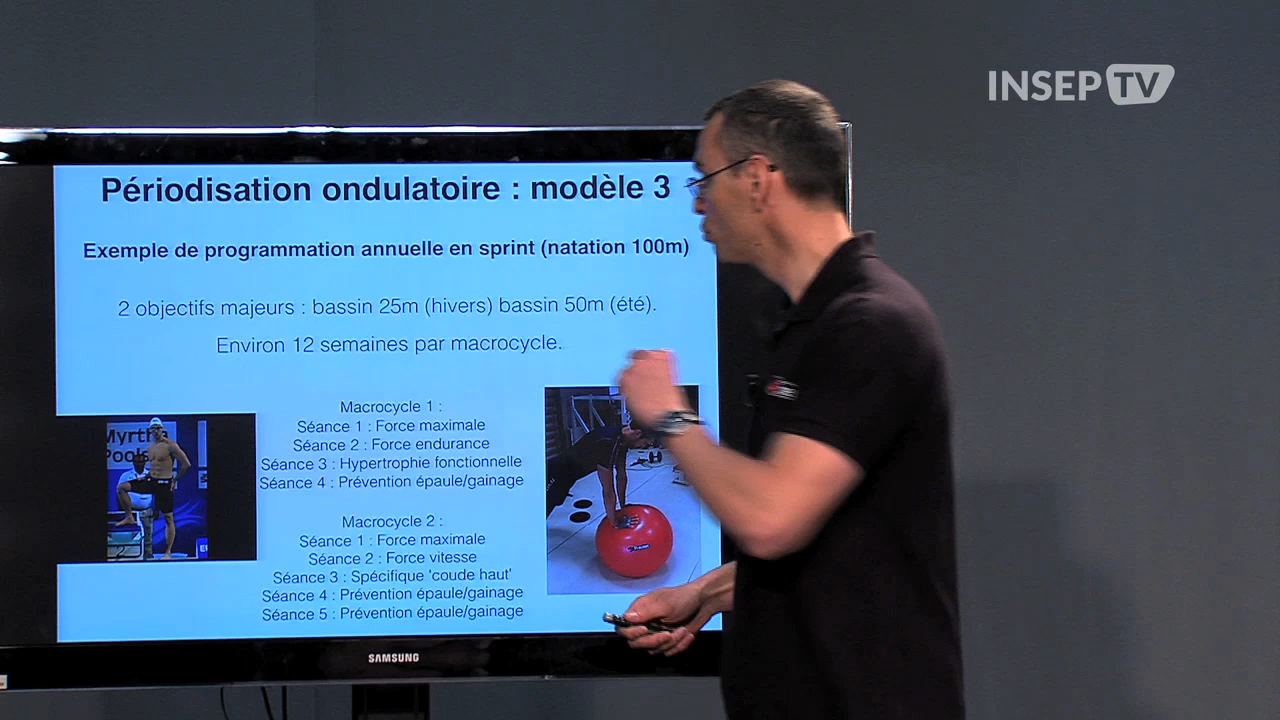 INSEP TV
Périodisation ondulatoire : modèle 3
Exemple de programmation annuelle en sprint (natation 100m)
2 objectifs majeurs : bassin 25m (hivers) bassin 50m (été).
Environ 12 semaines par macrocycle.
Macrocycle 1 :
Séance 1 : Force maximale
Séance 2 : Force endurance
Séance 3 : Hypertrophie fonctionnelle
Séance 4 : Prévention épaule/gainage
Macrocycle 2 :
Séance 1 : Force maximale
Séance 2 : Force vitesse
Séance 3 : Spécifique 'coude haut'
Séance 4 : Prévention épaule/gainage
Séance 5 : Prévention épaule/gainage
Myrtha
Pools
2
SAMSUNG